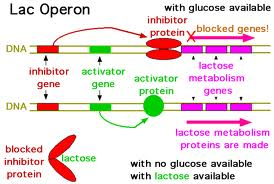 Lac Operon
with glucose available
inhibitor
protein
blocked genes!
DNA
inhibitor
gene
activator
gene
activator
protein
lactose
metabolism
genes
DNA
lactose metabolism
proteins are made
blocked
inhibitor
protein
lactose
with no glucose available
with lactose available